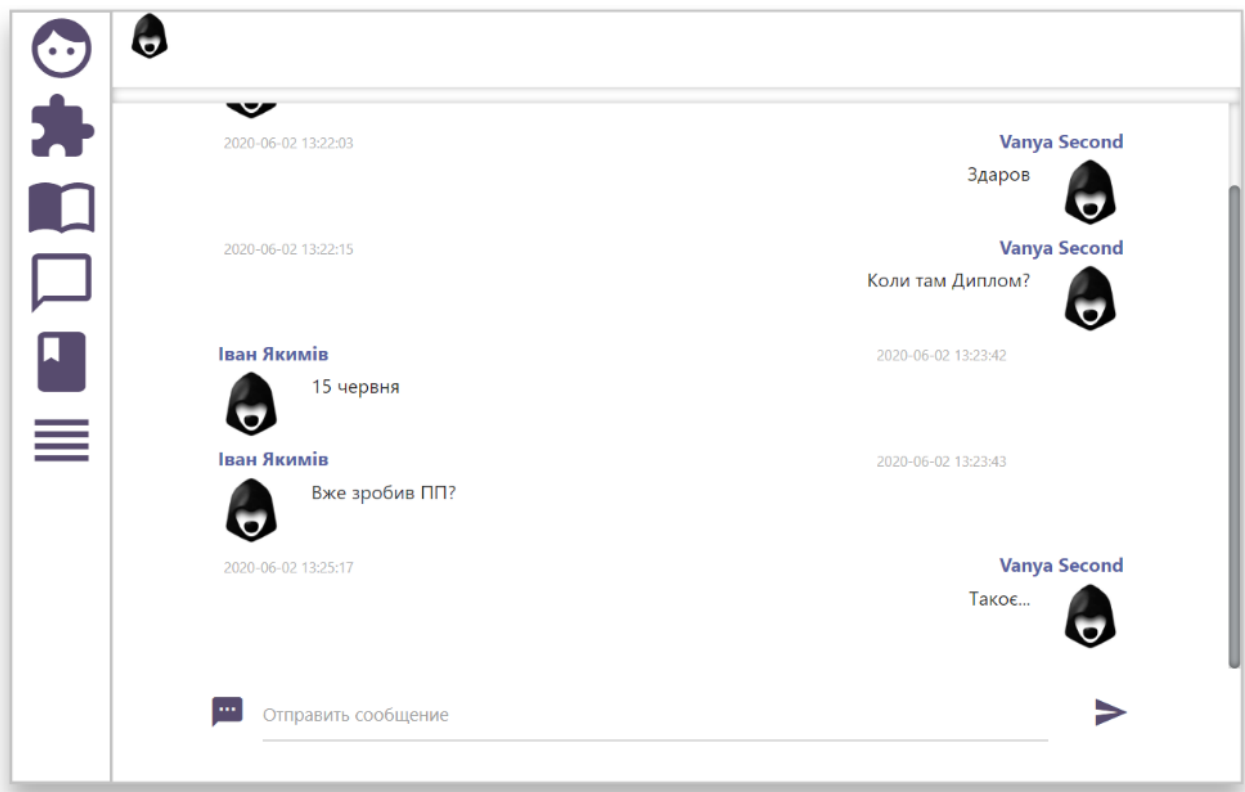 2020-06-02 13:22:03
Vanya Second
Здаров
2020-06-02 13:22:15
Vanya Second
Коли там Диплом?
Іван Якимів
2020-06-02 13:23:42
15 червня
Іван Якимів
2020-06-02 13:23:43
Вже зробив ПП?
2020-06-02 13:25:17
Vanya Second
Такоє...
Отправить сообщение